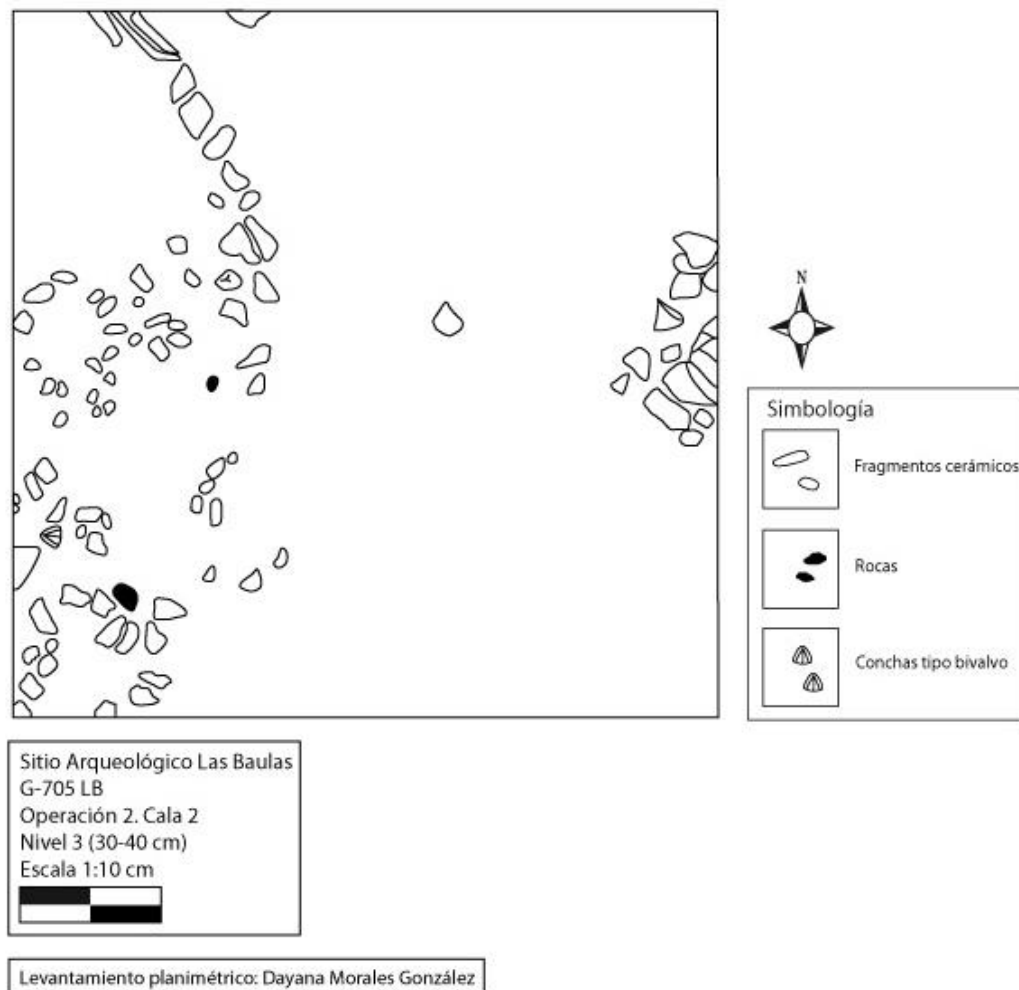 N
Simbología
Fragmentos cerámicos
Rocas
Conchas tipo bivalvo
Sitio Arqueológico Las Baulas
G-705 LB
Operación 2. Cala 2
Nivel 3 (30-40 cm)
Escala 1:10 cm
Levantamiento planimétrico: Dayana Morales González